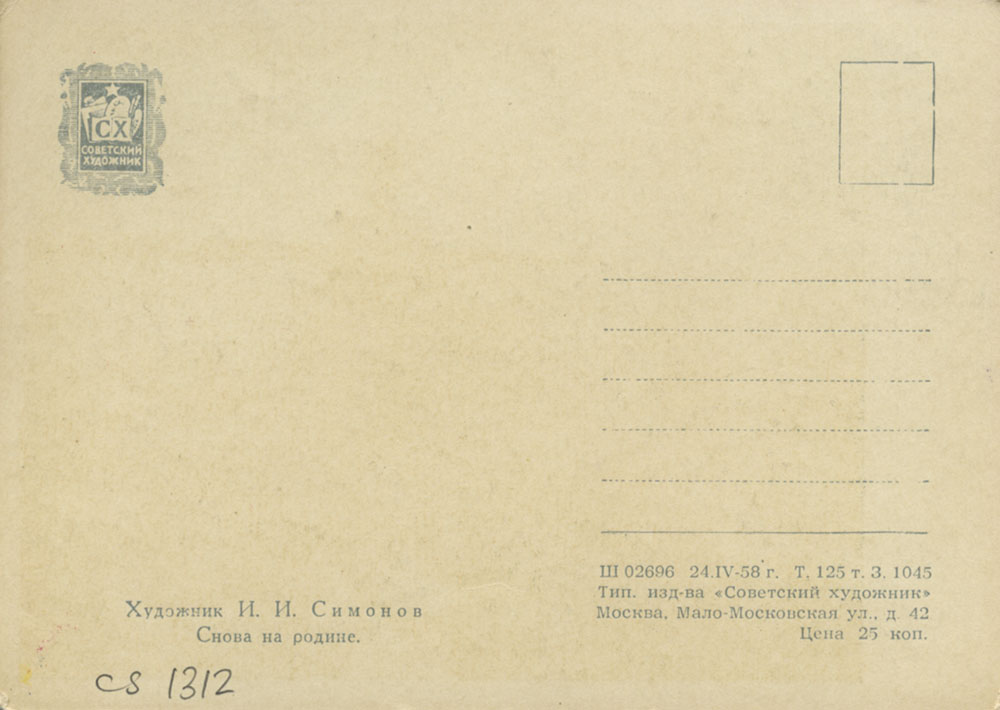 СХ
СОВЕТСКИЙ
ХУДОЖНИК
Ш 02696 24.IV-58 г. Т. 125 т. З. 1045
Тип. изд-ва «Советский художник»
Москва, Мало-Московская ул., д. 42
Цена 25 коп.
Художник И. И. Симонов
Снова на родине.
CS 1312